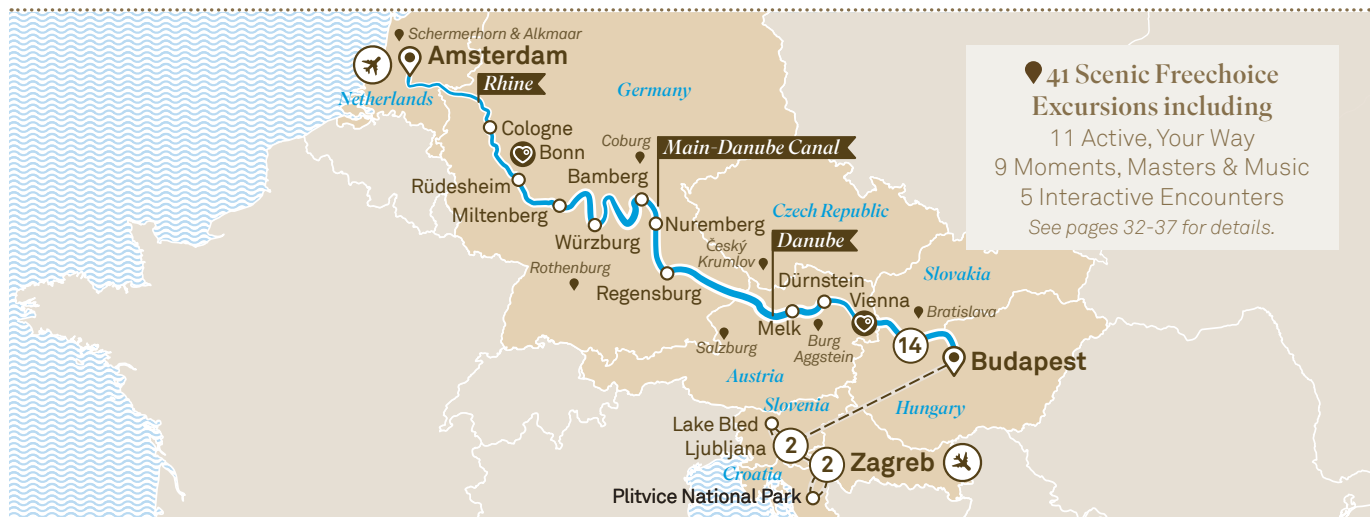 Schermerhorn & Alkmaar
Amsterdam
Rhine
Netherlands
Germany
Cologne
Bonn
Coburg
Main-Danube Canal
Bamberg
Rüdesheim
Miltenberg
Würzburg
Nuremberg
Czech Republic
Rothenburg
Český
Krumlov
Danube
Regensburg
Dürnstein
Slovakia
Vienna
Bratislava
Melk
14
Salzburg
Burg
Aggstein
Budapest
Austria
Slovenia
Hungary
Lake Bled
Ljubljana
2
2
Zagreb
Croatia
Plitvice National Park
41 Scenic Freechoice
Excursions including
11 Active, Your Way
9 Moments, Masters & Music
5 Interactive Encounters
See pages 32-37 for details.